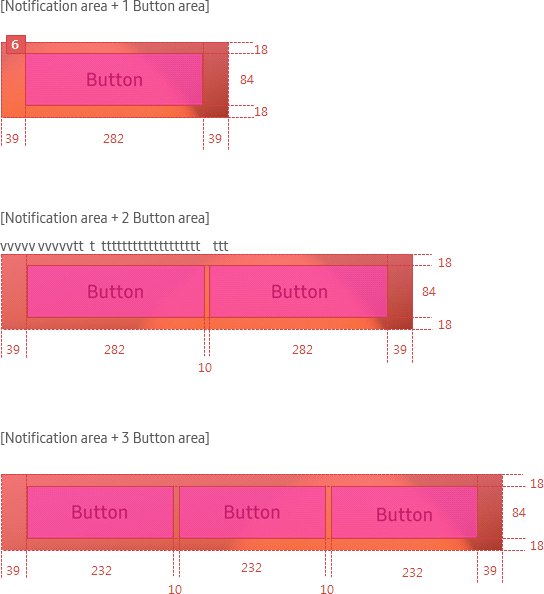 [Notification area + 1 Button area]
6
18
Button
84
18
39 282 39
[Notification area + 2 Button area]
vvvvv vvvvvtt t ttttttttttttttttttt ttt
18
Button Button 84
18
39 282 282 39
10
[Notification area + 3 Button area]
18
Button Button Button 84
18
39 232 232 232 39
10 10